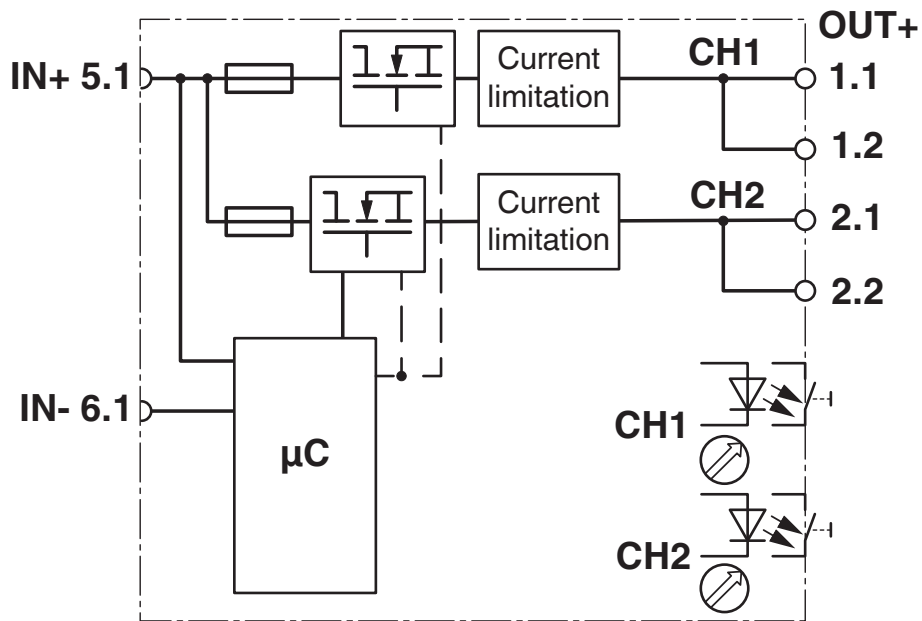 OUT+
IN+ 5.1
Current
limitation
CH1
1.1
1.2
Current
limitation
CH2
2.1
2.2
IN- 6.1
µC
CH1
CH2